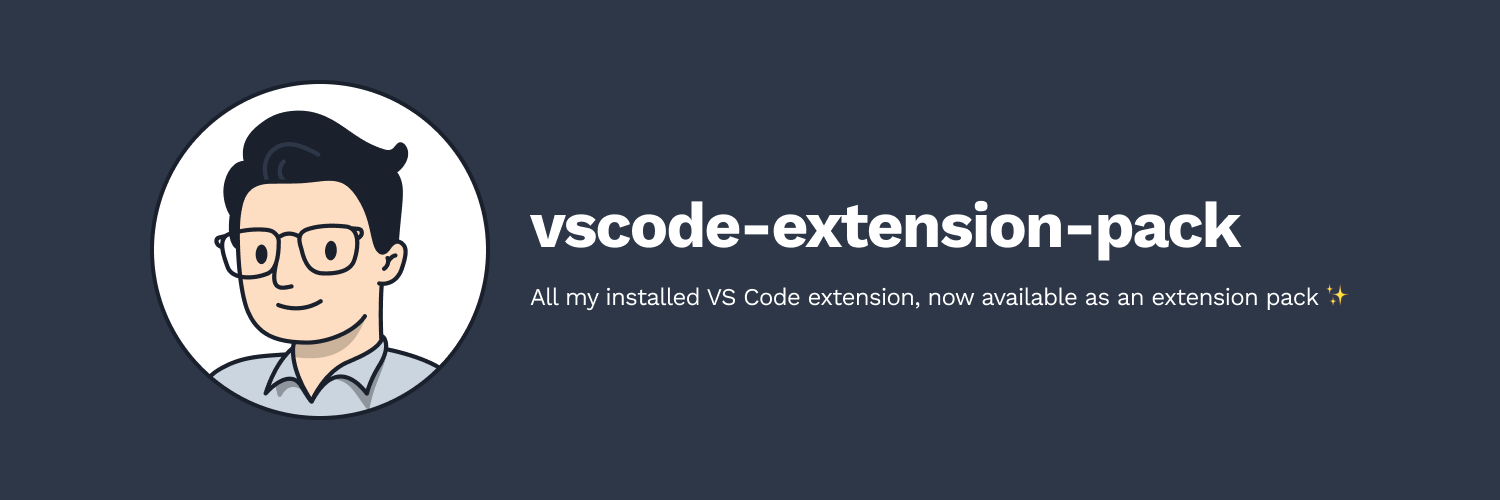 vscode-extension-pack
All my installed VS Code extension, now available as an extension pack ✨